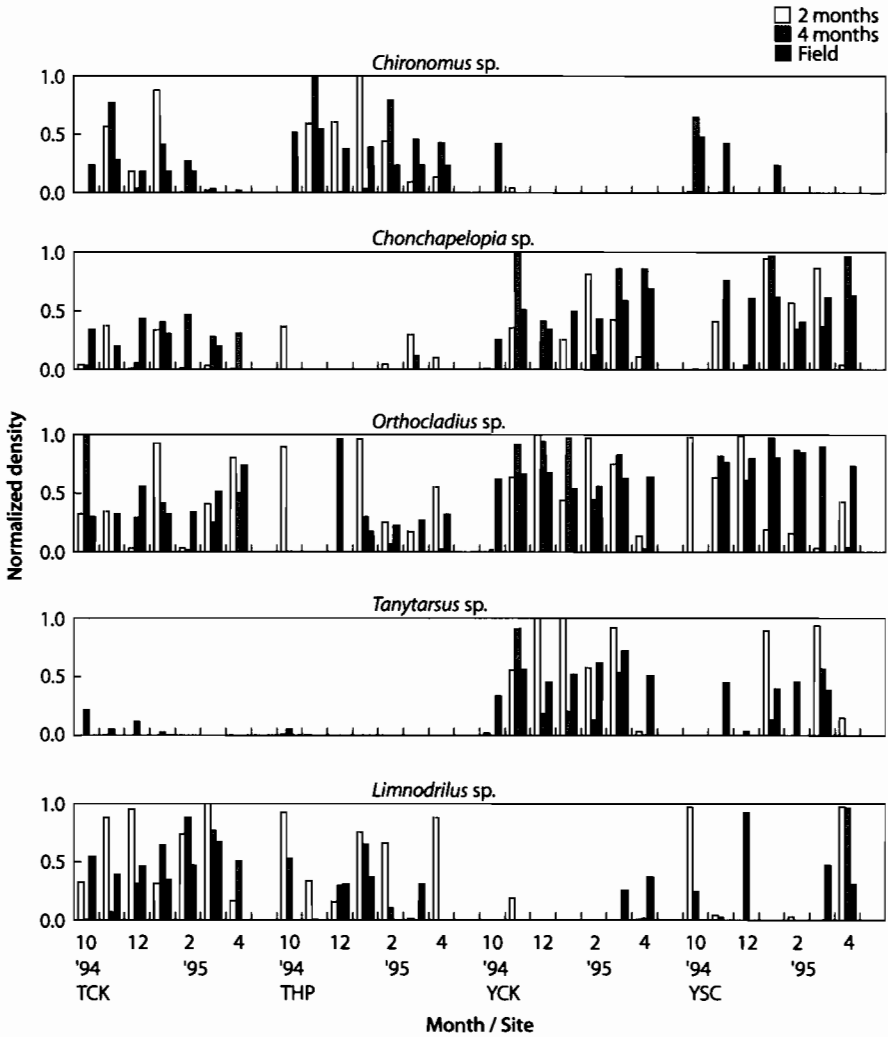 2 months
4 months
Field
Chironomus sp.
1.0
0.5
0.0
Chonchapelopia sp.
1.0
0.5
0.0
Orthocladius sp.
1.0
0.5
0.0
Tanytarsus sp.
1.0
0.5
0.0
Limnodrilus sp.
1.0
0.5
0.0
Normalized density
10 12 2 4 10 12 2 4 10 12 2 4 10 12 2 4
'94 '95 '94 '95 '94 '95 '94 '95
TCK THP YCK YSC
Month / Site